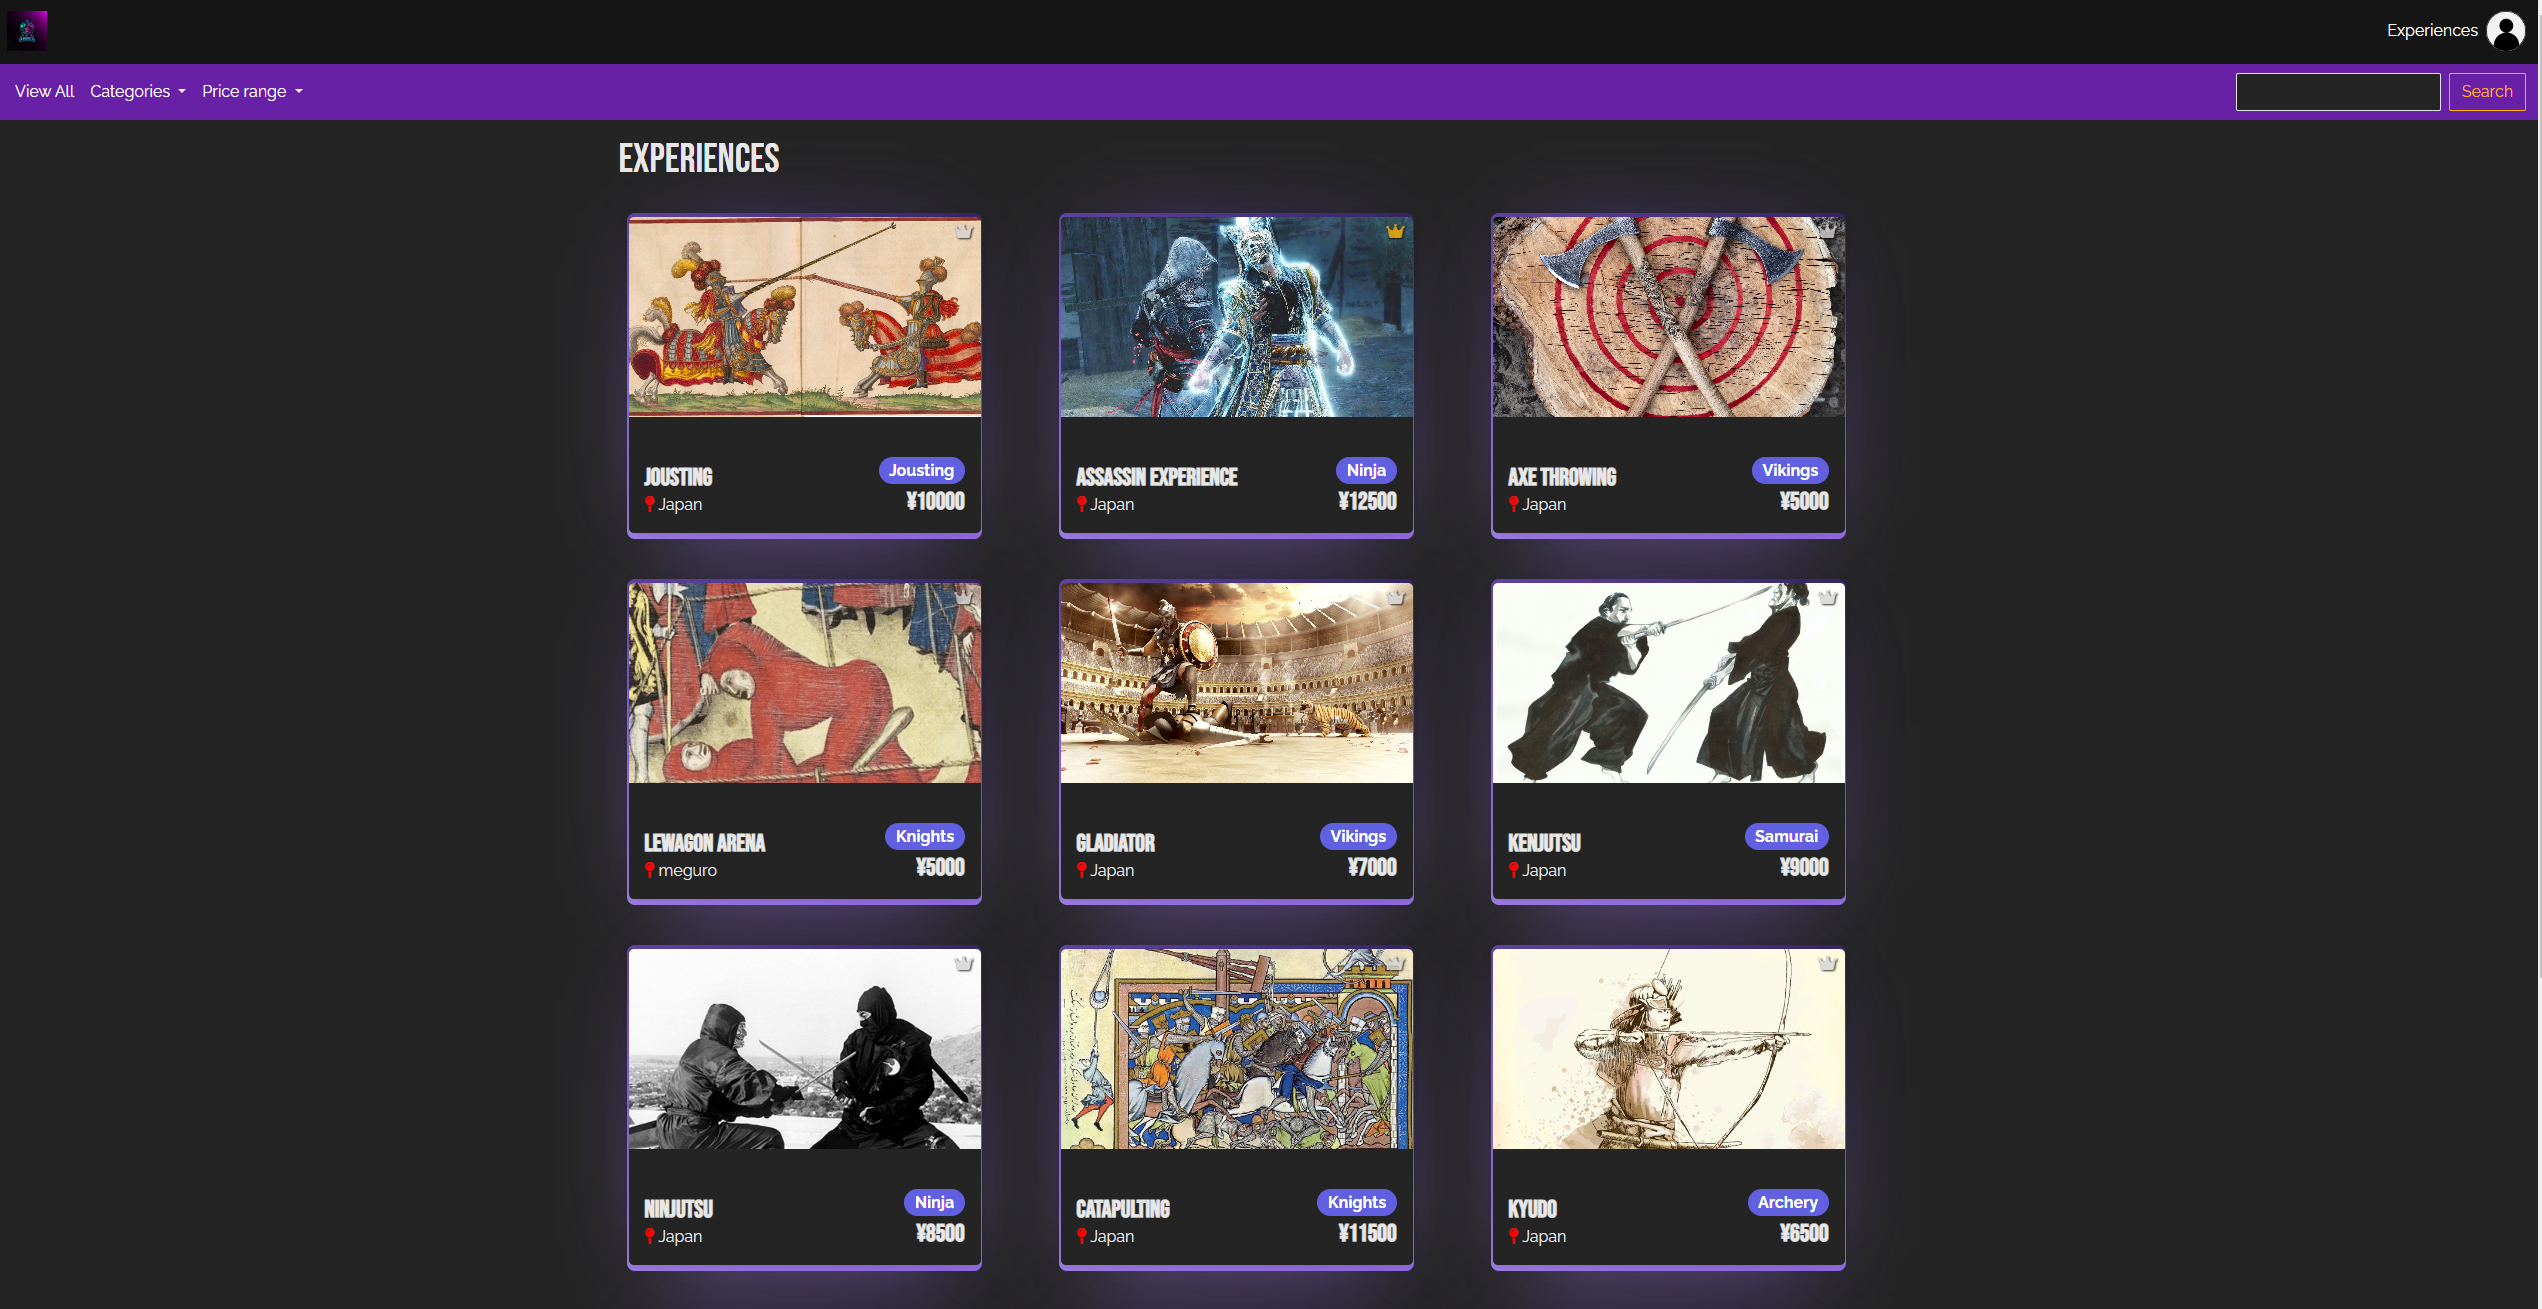 Experiences
View All Categories Price range Search
EXPERIENCES
JOUSTING Jousting
Japan ¥10000
ASSASSIN EXPERIENCE Ninja
Japan ¥12500
AXE THROWING Vikings
Japan ¥5000
LEWAGON ARENA Knights
meguro ¥5000
GLADIATOR Vikings
Japan ¥7000
KENJUTSU Samurai
Japan ¥9000
NINJUTSU Ninja
Japan ¥8500
CATAPULTING Knights
Japan ¥11500
KYUDO Archery
Japan ¥6500